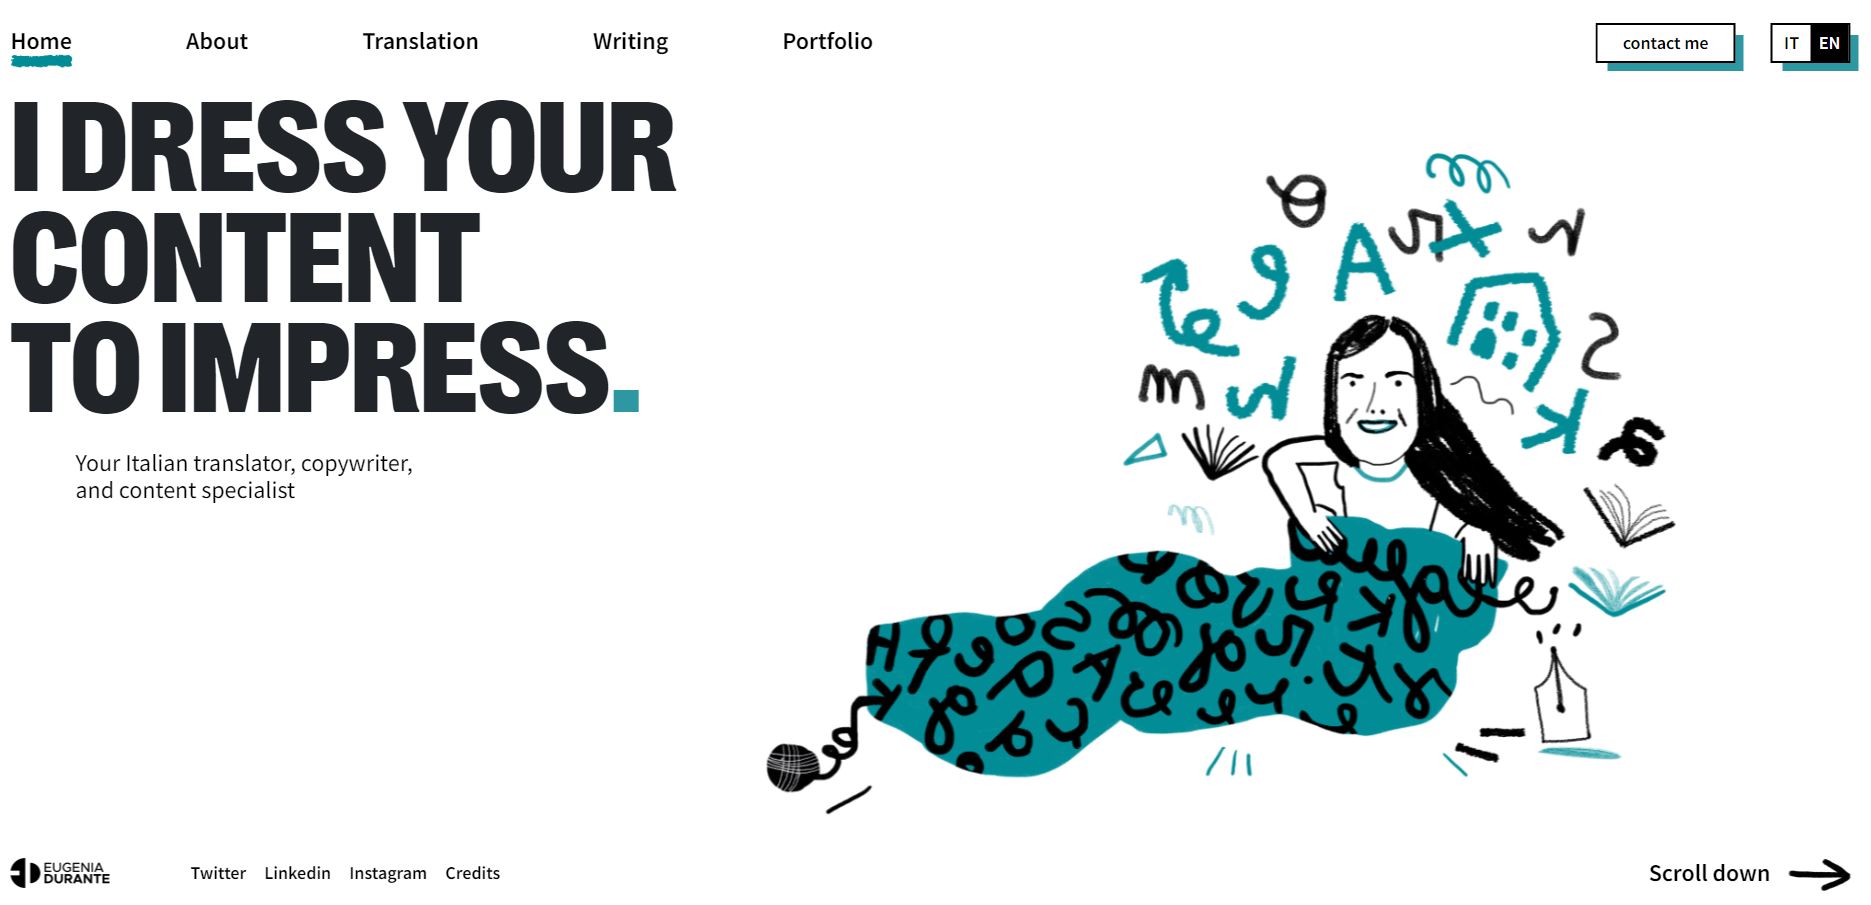 Home
About
Translation
Writing
Portfolio
contact me
IT
EN
I DRESS YOUR
CONTENT
TO IMPRESS.
Your Italian translator, copywriter,
and content specialist
EUGENIA
DURANTE
Twitter
Linkedin
Instagram
Credits
Scroll down